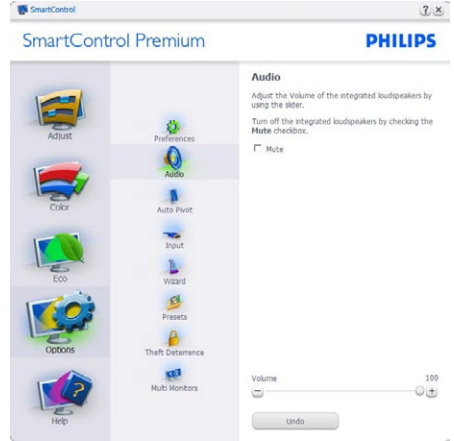 SmartControl
SmartControl Premium
PHILIPS
Adjust
Color
Eco
Options
Help
Preferences
Audio
Auto Pivot
Input
Wizard
Presets
Theft Deterrence
Multi Monitors
Audio
Adjust the Volume of the integrated loudspeakers by
using the slider.
Turn off the integrated loudspeakers by checking the
Mute checkbox.
Mute
Volume 100
Undo